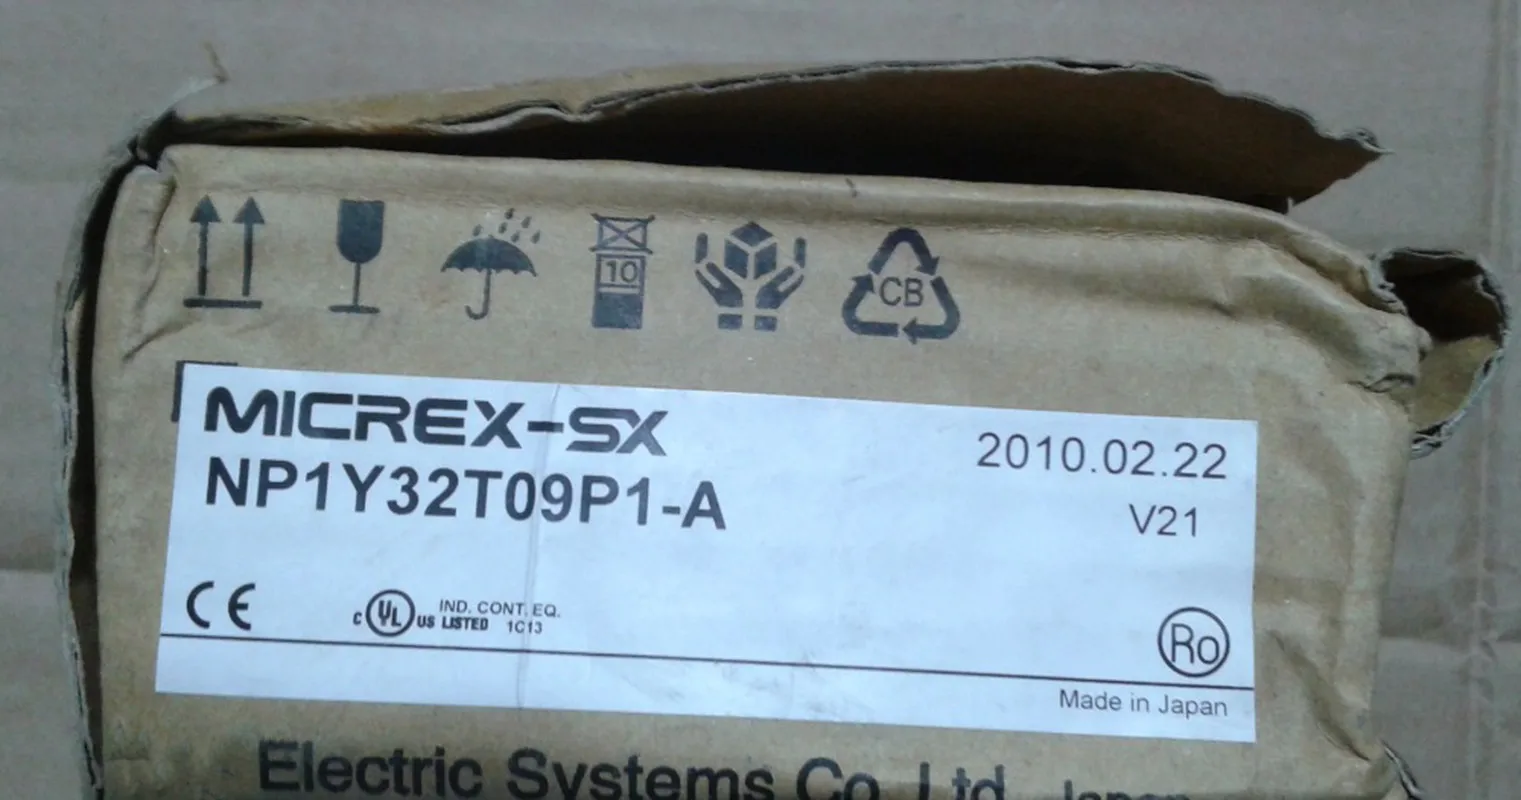 10
CB
MICREX-SX
2010.02.22
NP1Y32T09P1-A
V21
CE
c UL US LISTED IND. CONT. EQ.
1C13
Ro
Made in Japan
Electric Systems Co., Ltd. Japan